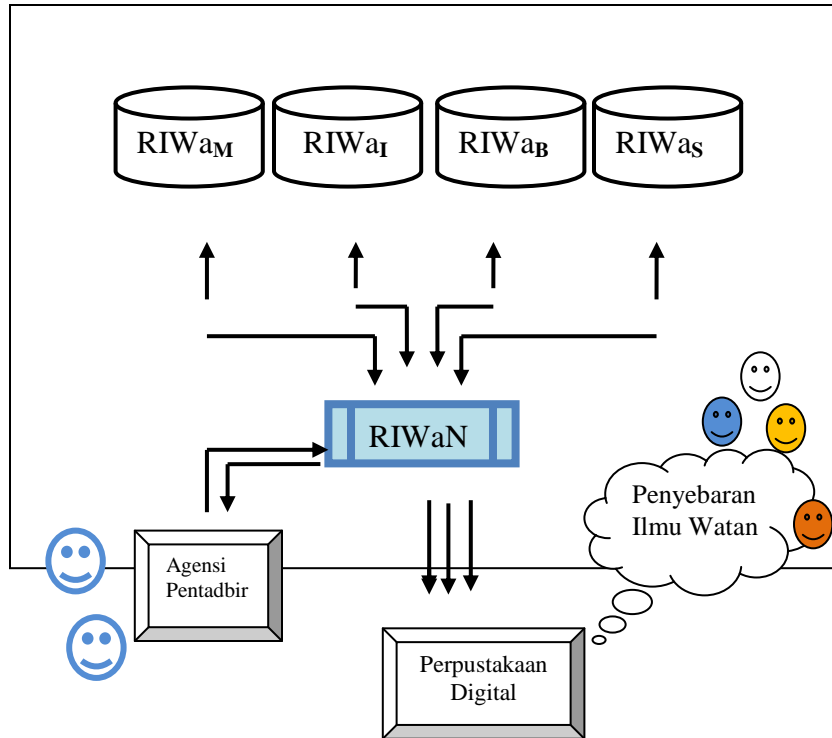 RIWaM RIWaI RIWaB RIWaS
RIWaN
Penyebaran
Ilmu Watan
Agensi
Pentadbir
Perpustakaan
Digital